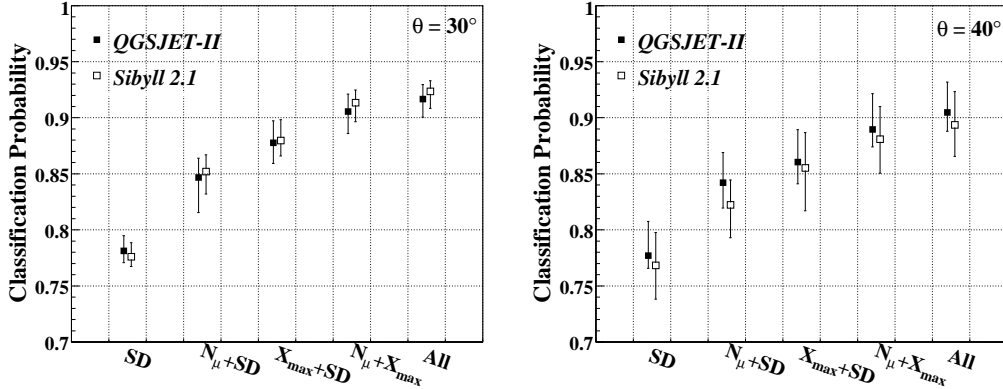 Classification Probability
1
0.95
0.9
0.85
0.8
0.75
0.7
QGSJET-II
Sibyll 2.1
θ = 30°
SD
Nμ+SD
Xmax+SD
Nμ+Xmax
All
Classification Probability
1
0.95
0.9
0.85
0.8
0.75
0.7
QGSJET-II
Sibyll 2.1
θ = 40°
SD
Nμ+SD
Xmax+SD
Nμ+Xmax
All